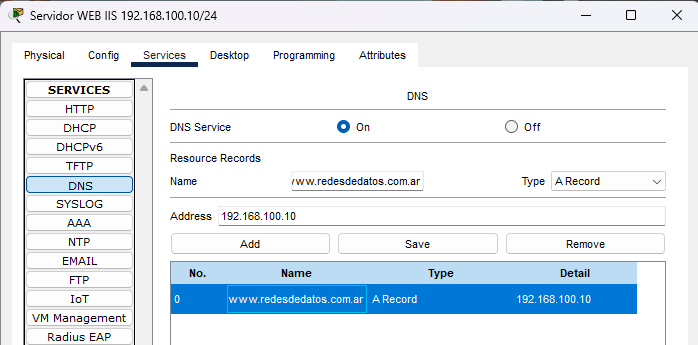 Servidor WEB IIS 192.168.100.10/24
Physical Config Services Desktop Programming Attributes
SERVICES
HTTP
DHCP
DHCPv6
TFTP
DNS
SYSLOG
AAA
NTP
EMAIL
FTP
IoT
VM Management
Radius EAP
DNS
DNS Service On Off
Resource Records
Name www.redesdedatos.com.ar Type A Record
Address 192.168.100.10
Add Save Remove
No. Name Type Detail
0 www.redesdedatos.com.ar A Record 192.168.100.10